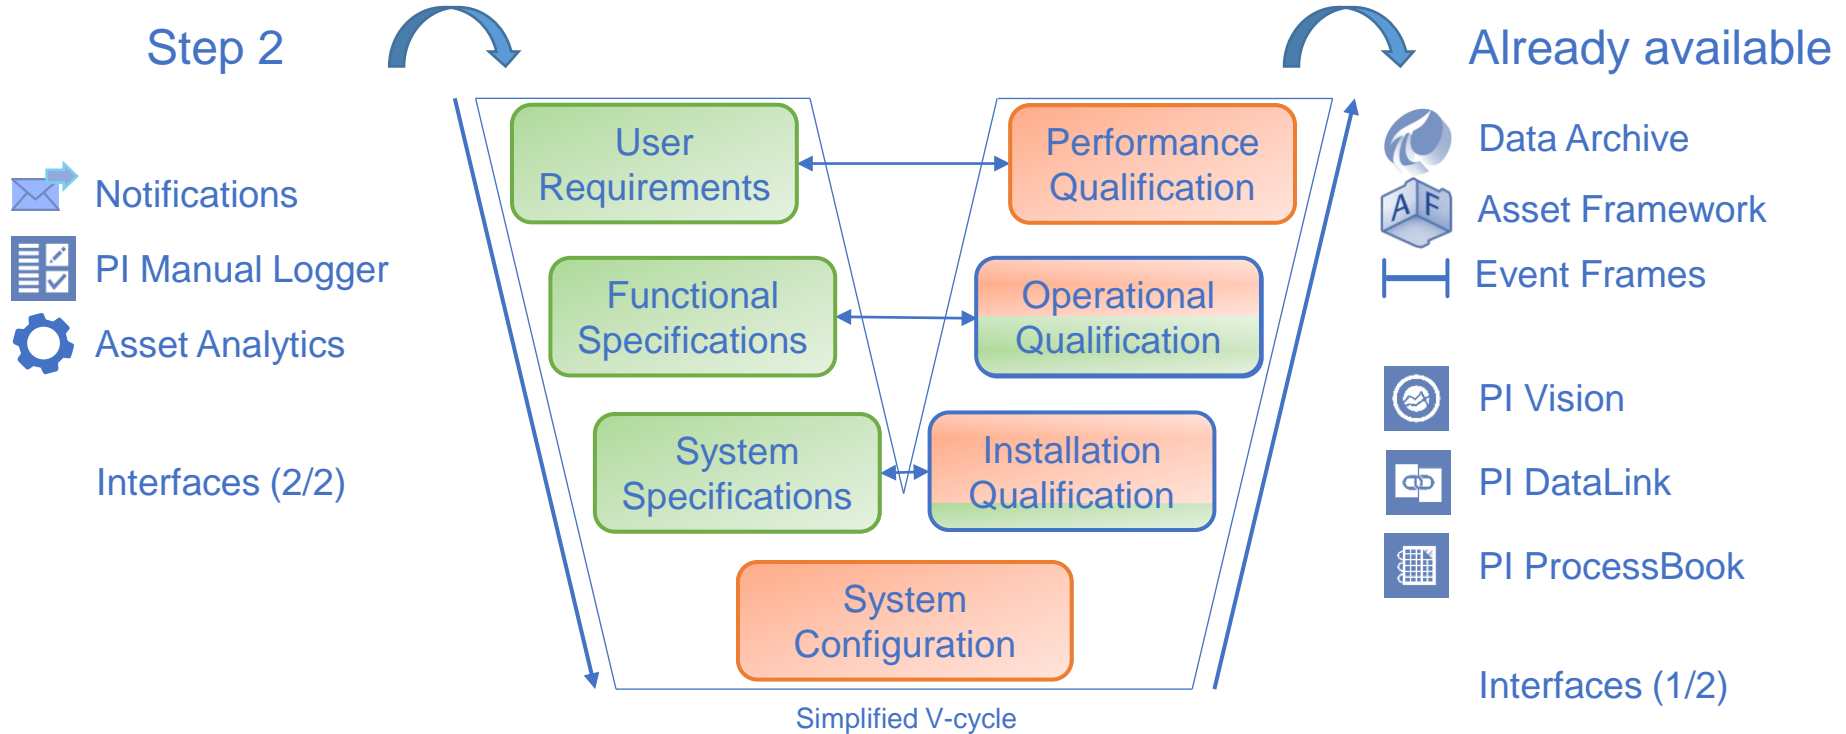 Step 2
Notifications
PI Manual Logger
Asset Analytics
Interfaces (2/2)
User
Requirements
Performance
Qualification
Functional
Specifications
Operational
Qualification
System
Specifications
Installation
Qualification
System
Configuration
Simplified V-cycle
Already available
Data Archive
AF
Asset Framework
Event Frames
PI Vision
PI DataLink
PI ProcessBook
Interfaces (1/2)